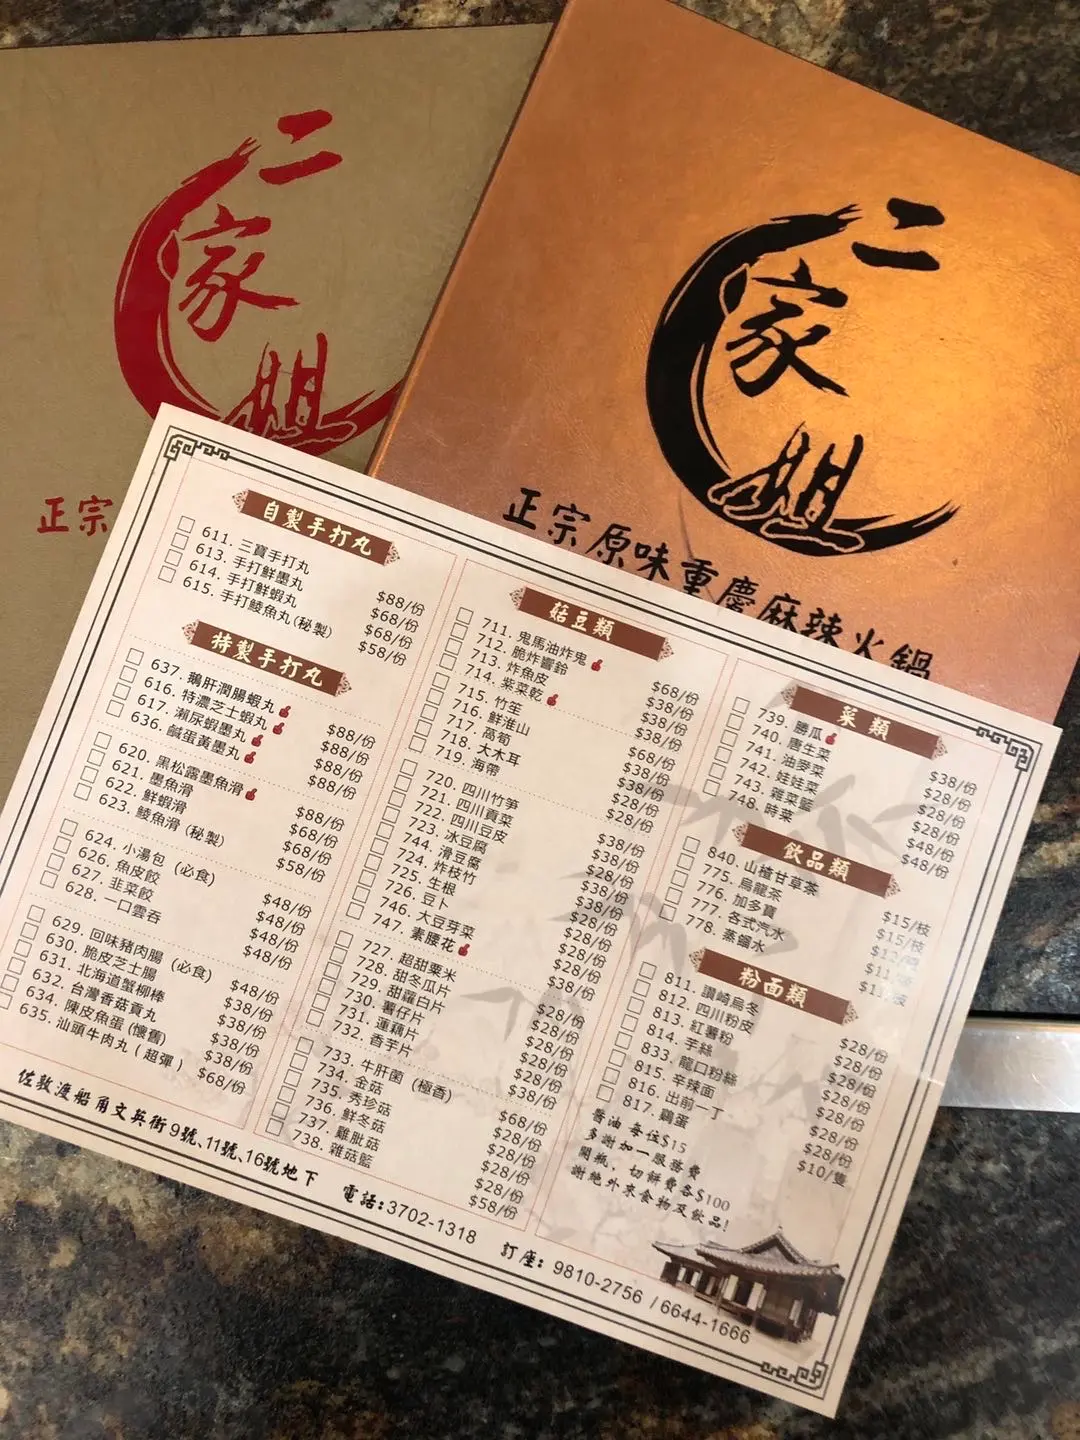 二
家
姐
正宗
二
家
姐
正宗原味重慶麻辣火鍋
自製手打丸
611. 三寶手打丸 $88/份
613. 手打鮮墨丸 $68/份
614. 手打鮮蝦丸 $68/份
615. 手打鯪魚丸(秘製) $58/份
特製手打丸
637. 鵝肝潤腸蝦丸 $88/份
616. 特濃芝士蝦丸 $88/份
617. 瀨尿蝦墨丸 $88/份
636. 鹹蛋黃墨丸 $88/份
620. 黑松露墨魚滑 $88/份
621. 墨魚滑 $68/份
622. 鮮蝦滑 $68/份
623. 鯪魚滑 (秘製) $58/份
624. 小湯包 (必食) $48/份
626. 魚皮餃 $48/份
627. 韭菜餃 $48/份
628. 一口雲吞 $48/份
629. 回味豬肉腸 (必食) $48/份
630. 脆皮芝士腸 $38/份
631. 北海道蟹柳棒 $38/份
632. 台灣香菇貢丸 $38/份
634. 陳皮魚蛋 (懷舊) $38/份
635. 汕頭牛肉丸 ( 超彈 ) $68/份
菇豆類
711. 鬼馬油炸鬼 $68/份
712. 脆炸響鈴 $38/份
713. 炸魚皮 $38/份
714. 紫菜乾 $38/份
715. 竹笙 $68/份
716. 鮮淮山 $38/份
717. 萵筍 $38/份
718. 大木耳 $28/份
719. 海帶 $28/份
720. 四川竹筍 $38/份
721. 四川貢菜 $38/份
722. 四川豆皮 $28/份
723. 冰豆腐 $38/份
744. 滑豆腐 $28/份
724. 炸枝竹 $38/份
725. 生根 $28/份
726. 豆卜 $28/份
746. 大豆芽菜 $28/份
747. 素腰花 $38/份
727. 超甜粟米 $28/份
728. 甜冬瓜片 $28/份
729. 甜蘿白片 $28/份
730. 薯仔片 $28/份
731. 蓮藕片 $28/份
732. 香芋片 $38/份
733. 牛肝菌 (極香) $68/份
734. 金菇 $28/份
735. 秀珍菇 $28/份
736. 鮮冬菇 $28/份
737. 雞肶菇 $28/份
738. 雜菇籃 $58/份
菜類
739. 勝瓜 $38/份
740. 唐生菜 $28/份
741. 油麥菜 $28/份
742. 娃娃菜 $28/份
743. 雜菜籃 $48/份
748. 時菜 $48/份
飲品類
840. 山楂甘草茶 $15/枝
775. 烏龍茶 $15/枝
776. 加多寶
777. 各式汽水
778. 蒸餾水
粉面類
811. 讚崎烏冬 $28/份
812. 四川粉皮 $28/份
813. 紅薯粉 $28/份
814. 芋絲 $28/份
833. 龍口粉絲 $28/份
815. 辛辣面 $28/份
816. 出前一丁 $28/份
817. 鷄蛋 $10/隻
醬油 每位$15
多謝加一服務費
開瓶，切餅費各$100
謝絕外來食物及飲品!
佐敦渡船角文英街9號、11號、16號地下 電話:3702-1318 訂座: 9810-2756 / 6644-1666